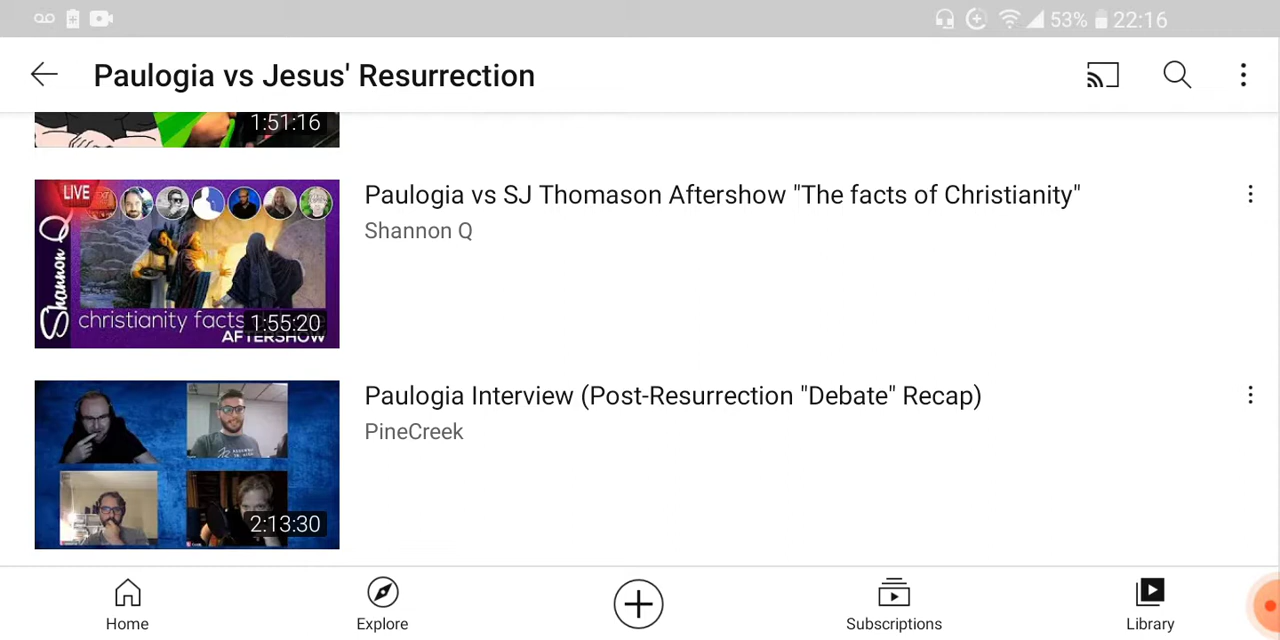 53% 22:16
Paulogia vs Jesus' Resurrection
1:51:16
LIVE
Shannon Q
christianity facts
1:55:20
AFTERSHOW
Paulogia vs SJ Thomason Aftershow "The facts of Christianity"
Shannon Q
2:13:30
Paulogia Interview (Post-Resurrection "Debate" Recap)
PineCreek
Home
Explore
Subscriptions
Library